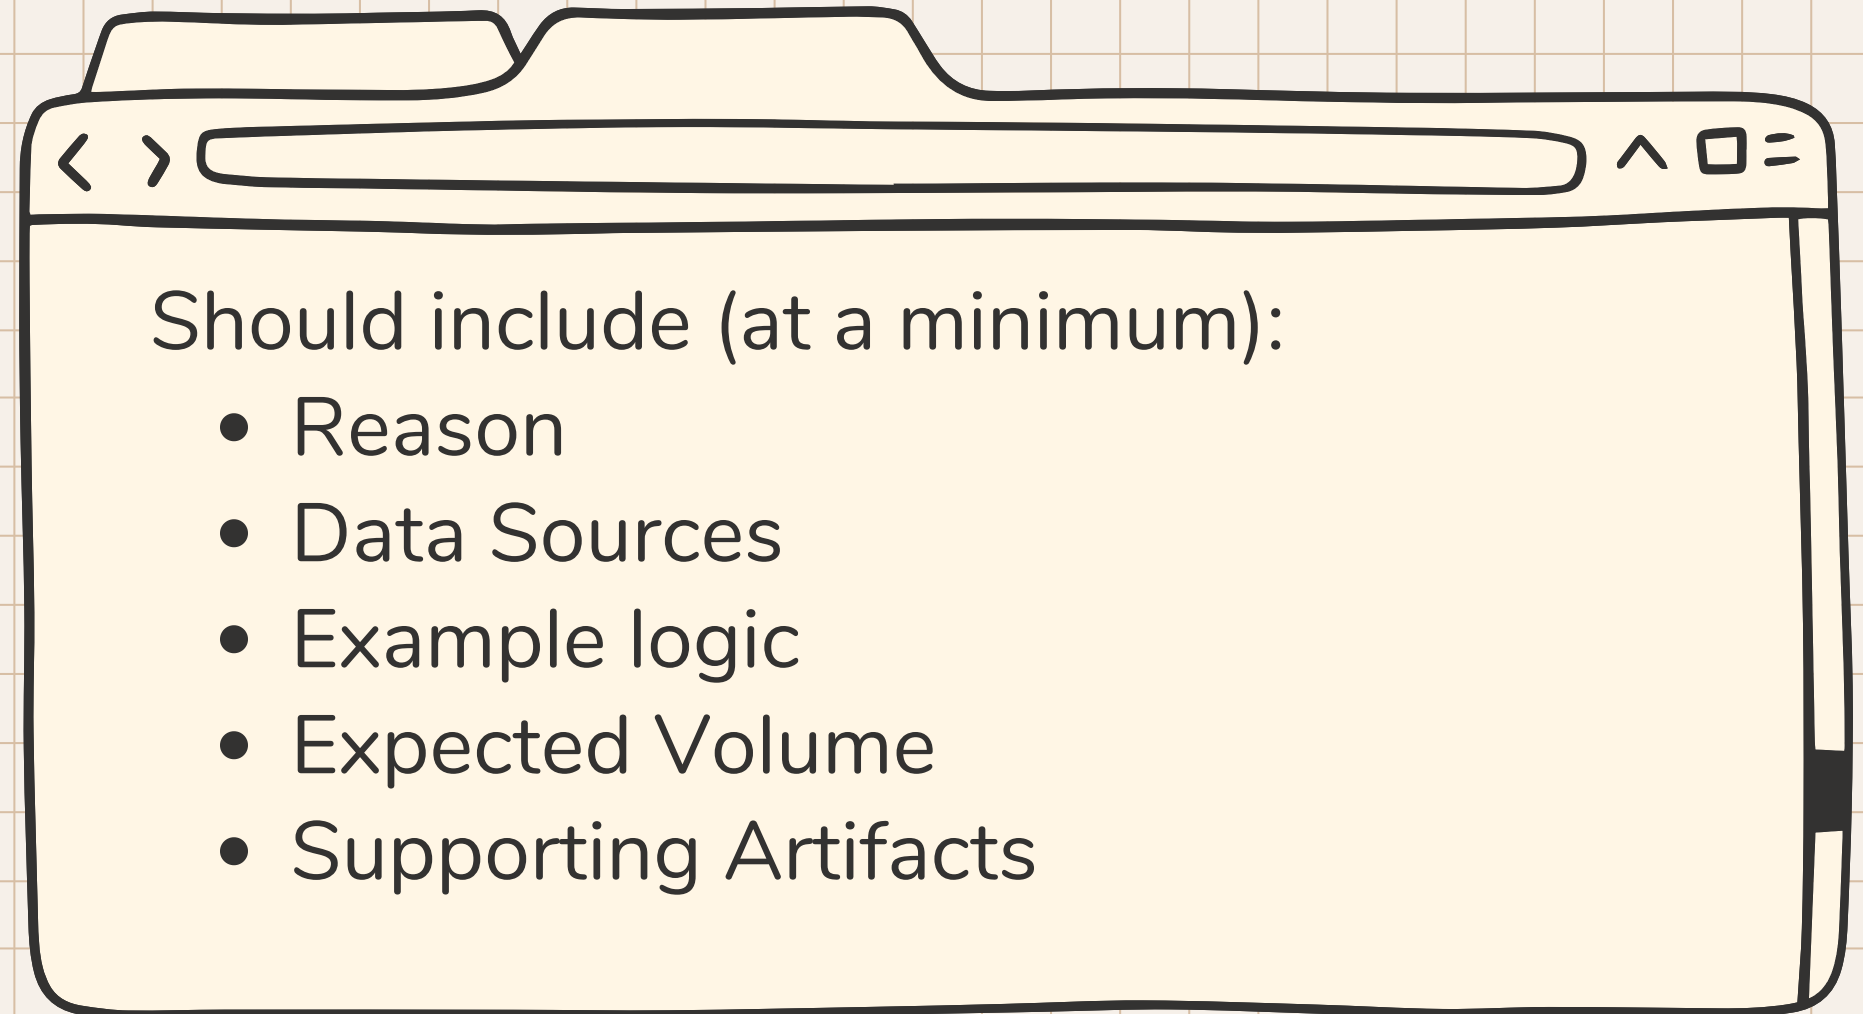 Should include (at a minimum):
• Reason
• Data Sources
• Example logic
• Expected Volume
• Supporting Artifacts